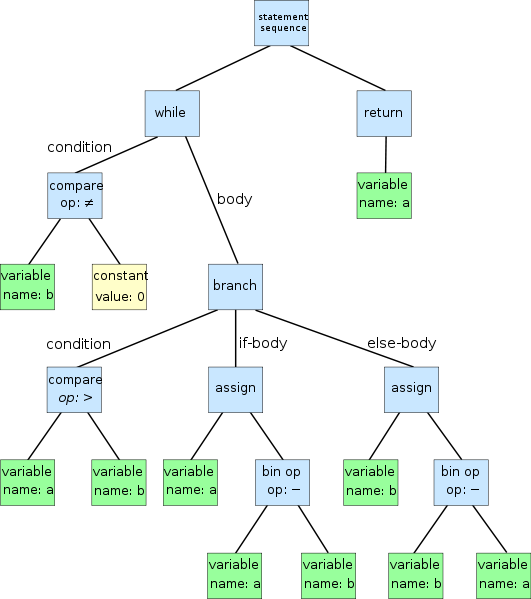 statement
sequence
while
return
condition
body
compare
op: ≠
variable
name: a
variable
name: b
constant
value: 0
branch
condition
if-body
else-body
compare
op: >
assign
assign
variable
name: a
variable
name: b
variable
name: a
bin op
op: −
variable
name: b
bin op
op: −
variable
name: a
variable
name: b
variable
name: b
variable
name: a